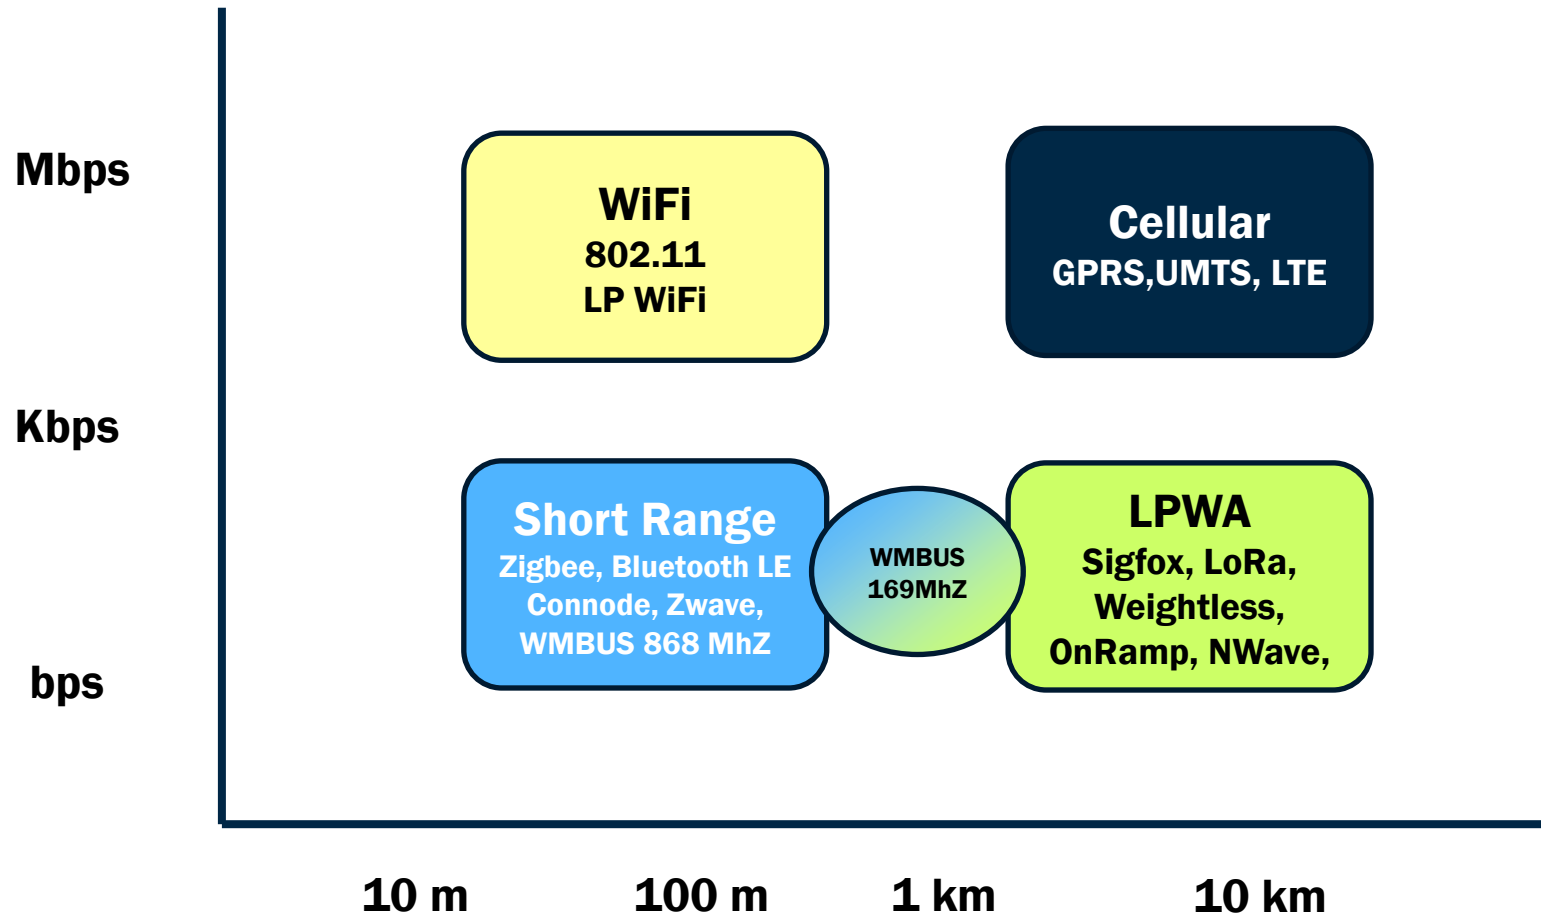 Mbps
WiFi
802.11
LP WiFi
Cellular
GPRS,UMTS, LTE
Kbps
Short Range
Zigbee, Bluetooth LE
Connode, Zwave,
WMBUS 868 MhZ
WMBUS
169MhZ
LPWA
Sigfox, LoRa,
Weightless,
OnRamp, NWave,
bps
10 m
100 m
1 km
10 km